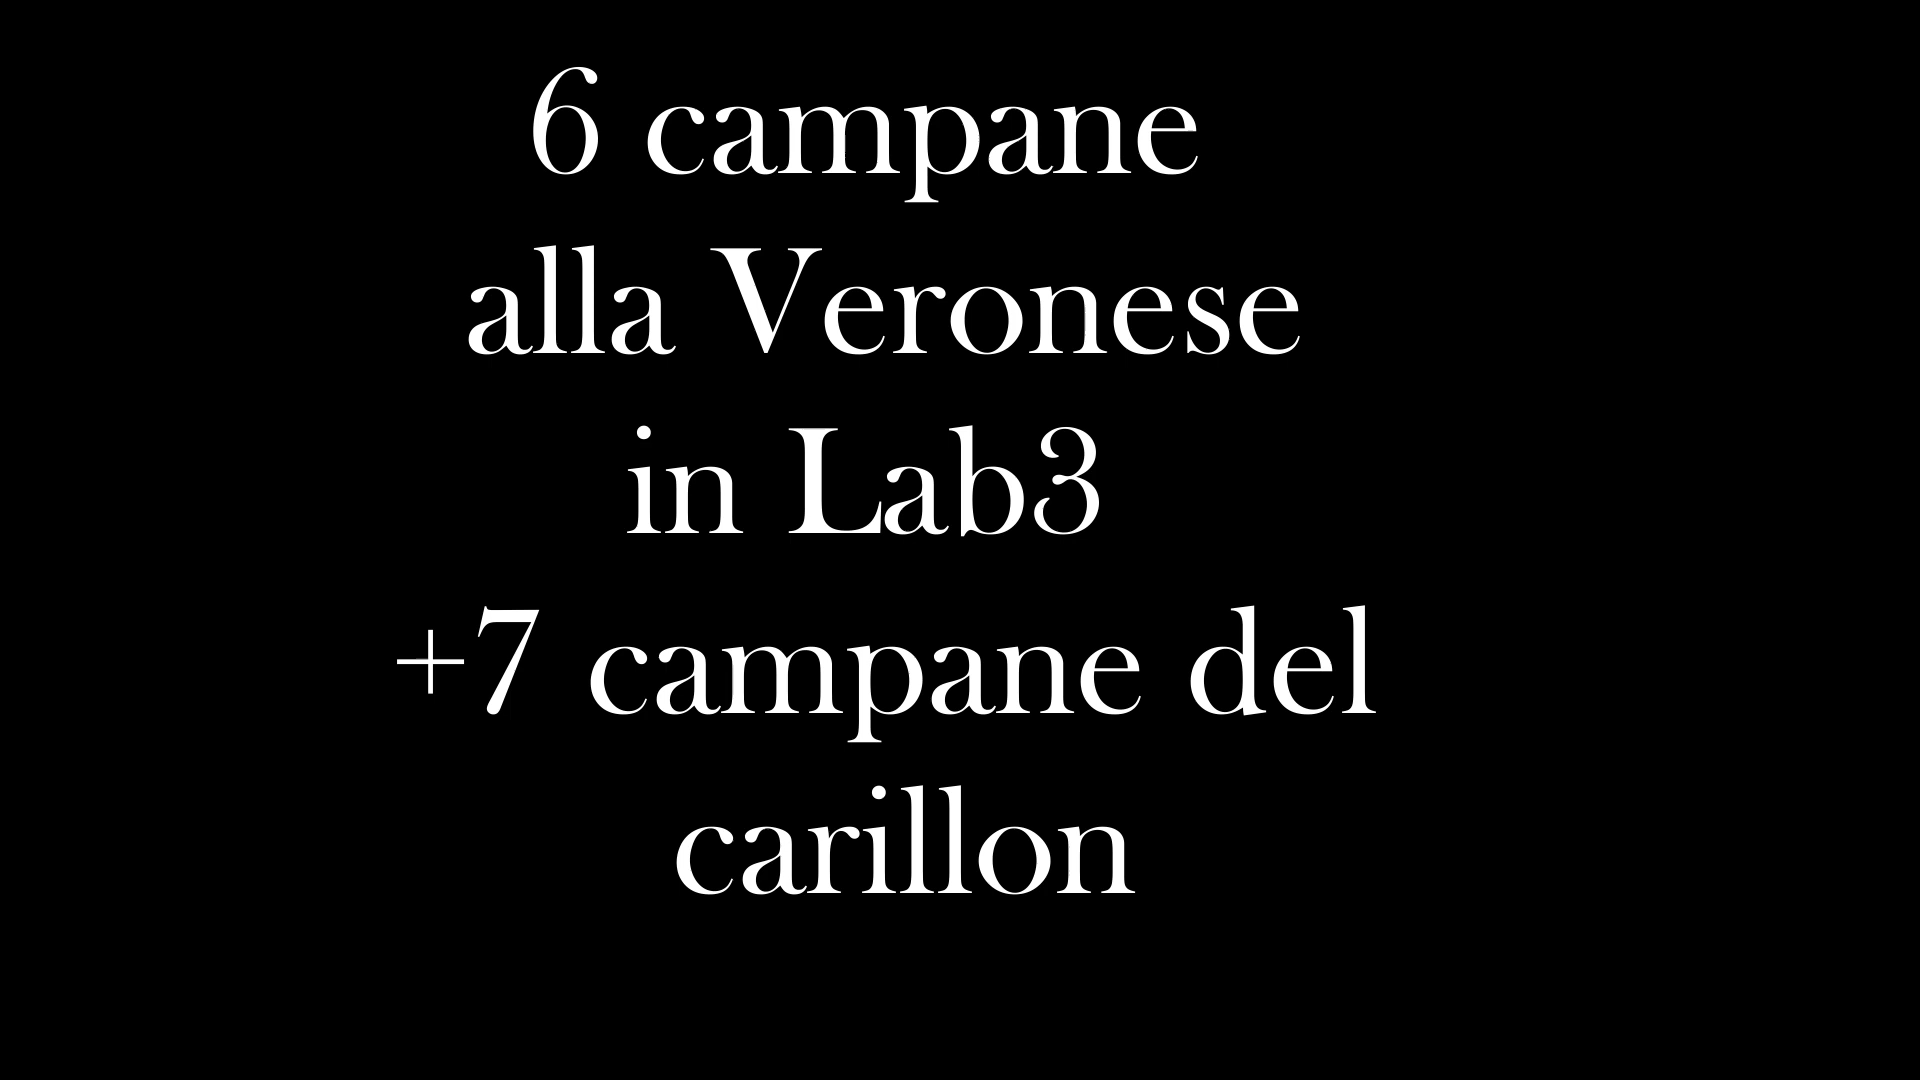 6 campane
alla Veronese
in Lab3
+7 campane del
carillon